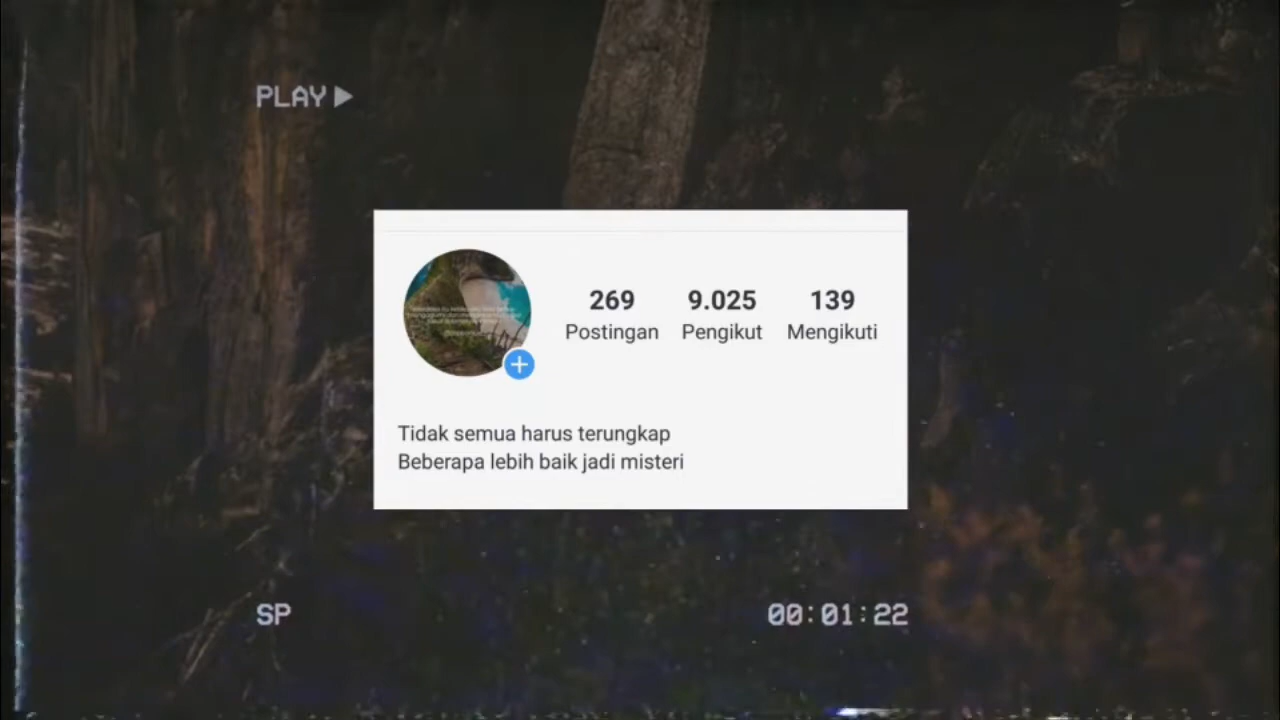 PLAY
269 9.025 139
Postingan Pengikut Mengikuti
Tidak semua harus terungkap
Beberapa lebih baik jadi misteri
SP 00:01:22